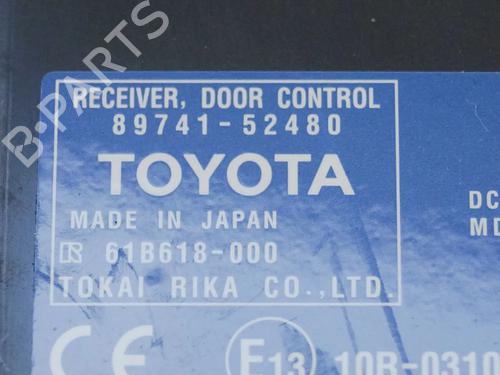 RECEIVER, DOOR CONTROL
89741-52480
TOYOTA
MADE IN JAPAN
61B618-000
TOKAI RIKA CO.,LTD.
DC
MD
CE E13 10R-0310
B-PARTS